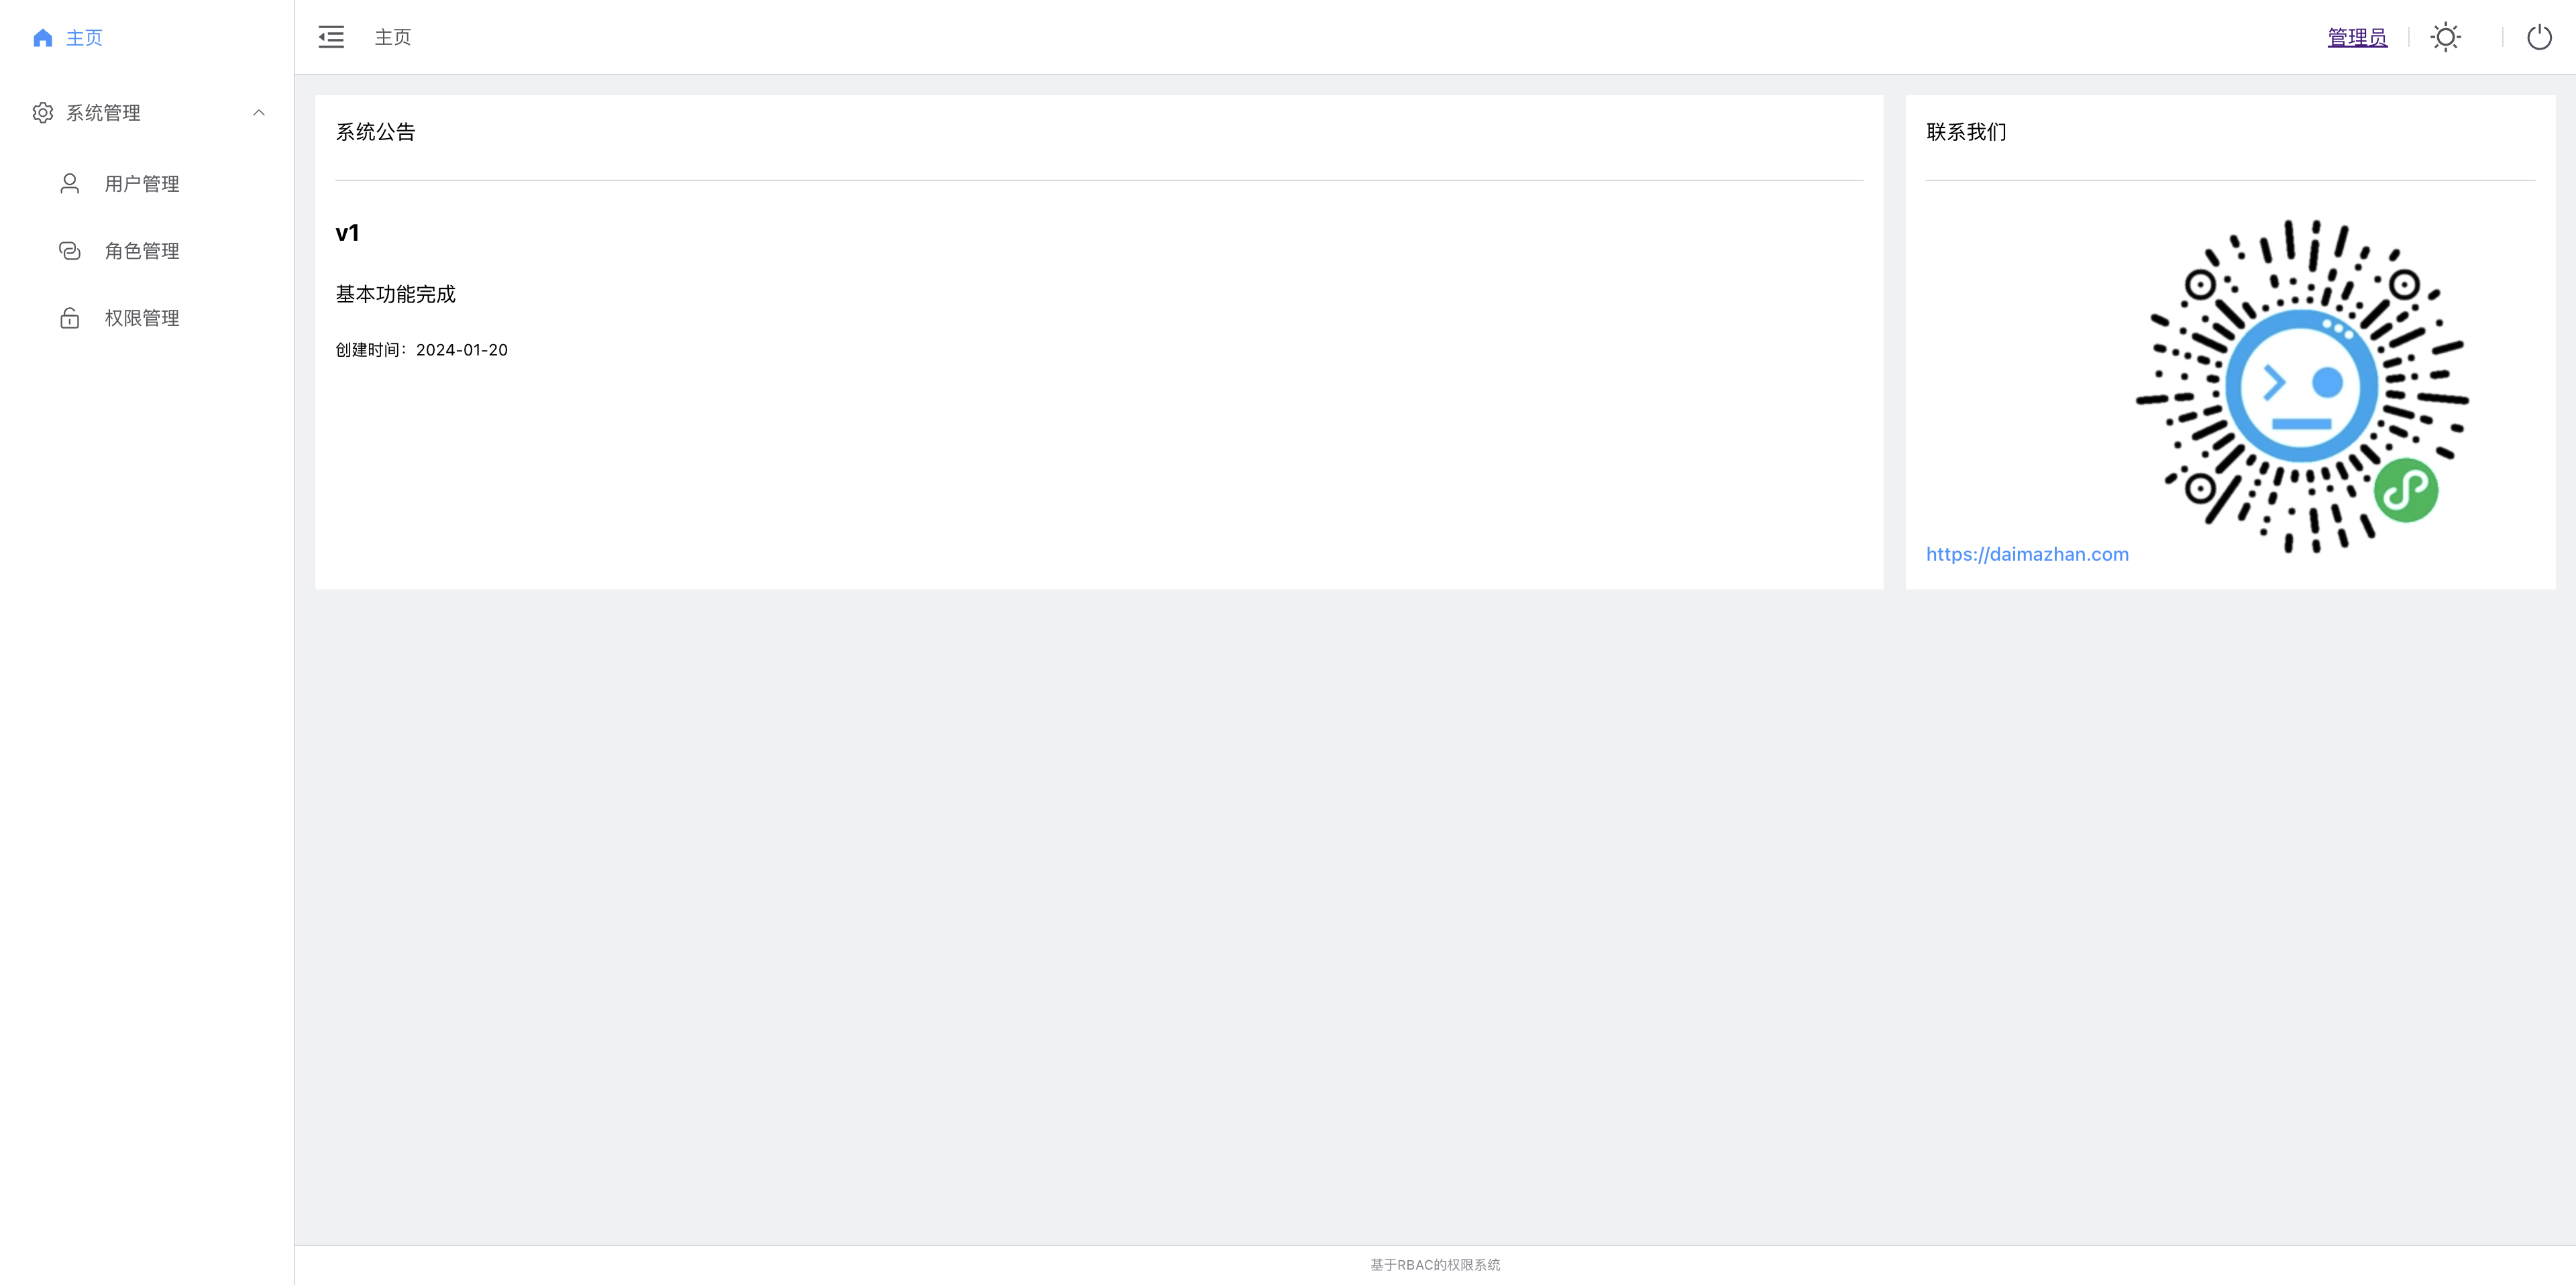 主页
系统管理
用户管理
角色管理
权限管理
主页
管理员
系统公告
v1
基本功能完成
创建时间：2024-01-20
联系我们
https://daimazhan.com
基于RBAC的权限系统